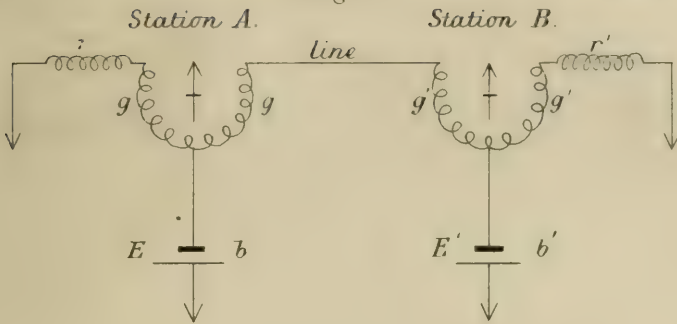 Station A. Station B.
line r'
g g g' g'
E b E' b'